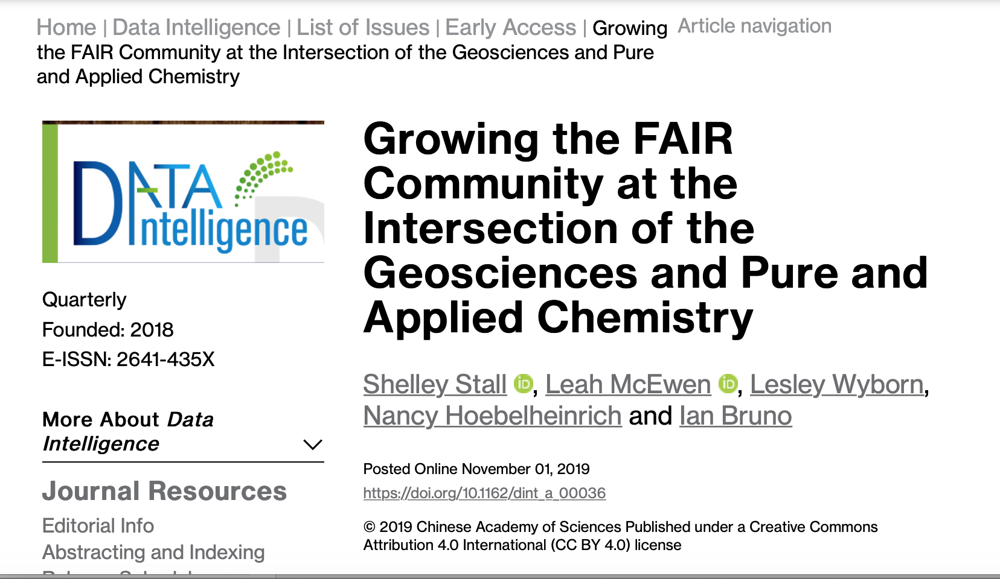 Home | Data Intelligence | List of Issues | Early Access | Growing
the FAIR Community at the Intersection of the Geosciences and Pure
and Applied Chemistry
Article navigation
DATA
Intelligence
Quarterly
Founded: 2018
E-ISSN: 2641-435X
More About Data
Intelligence
Journal Resources
Editorial Info
Abstracting and Indexing
Growing the FAIR
Community at the
Intersection of the
Geosciences and Pure and
Applied Chemistry
Shelley Stall iD, Leah McEwen iD, Lesley Wyborn,
Nancy Hoebelheinrich and Ian Bruno
Posted Online November 01, 2019
https://doi.org/10.1162/dint_a_00036
© 2019 Chinese Academy of Sciences Published under a Creative Commons
Attribution 4.0 International (CC BY 4.0) license